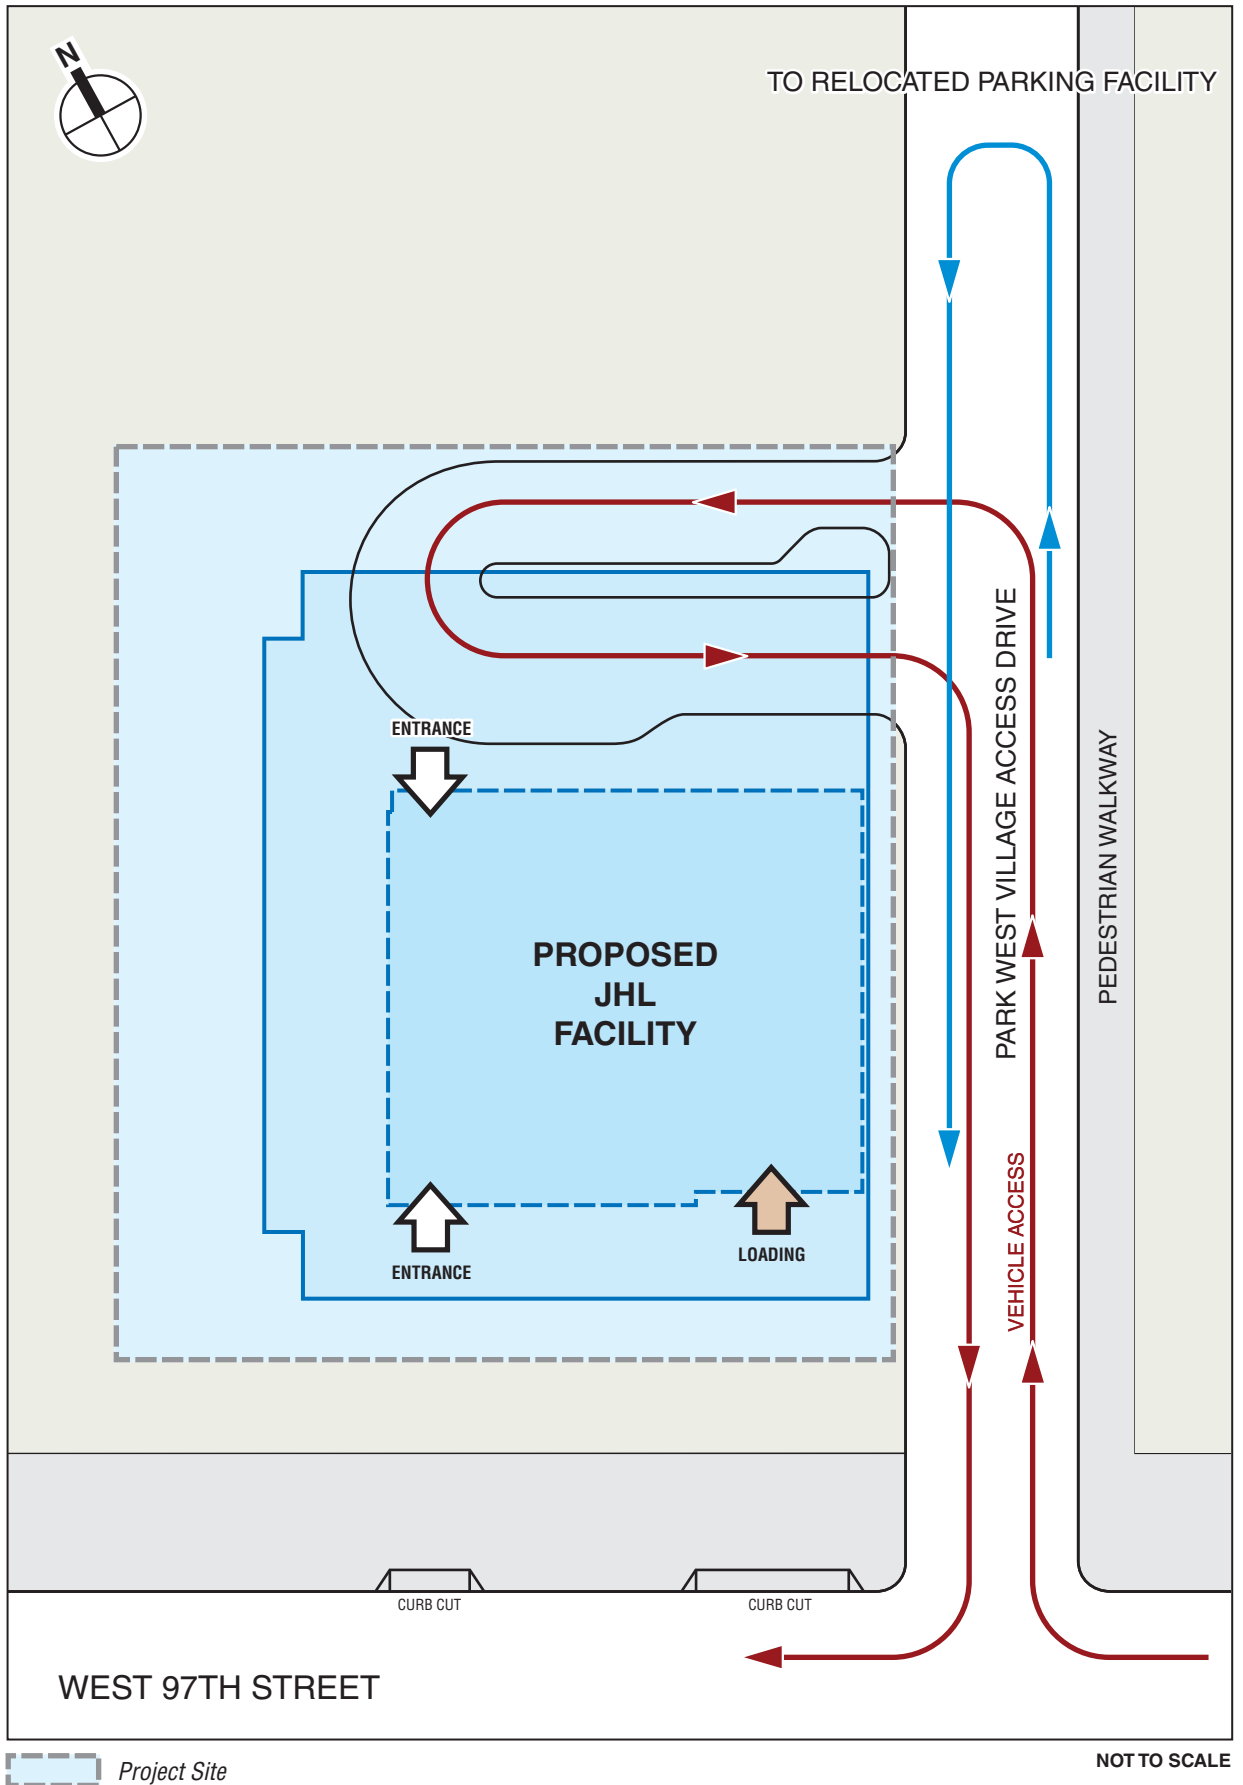 N
TO RELOCATED PARKING FACILITY
ENTRANCE
PROPOSED
JHL
FACILITY
PARK WEST VILLAGE ACCESS DRIVE
PEDESTRIAN WALKWAY
VEHICLE ACCESS
ENTRANCE
LOADING
CURB CUT
CURB CUT
WEST 97TH STREET
Project Site
NOT TO SCALE